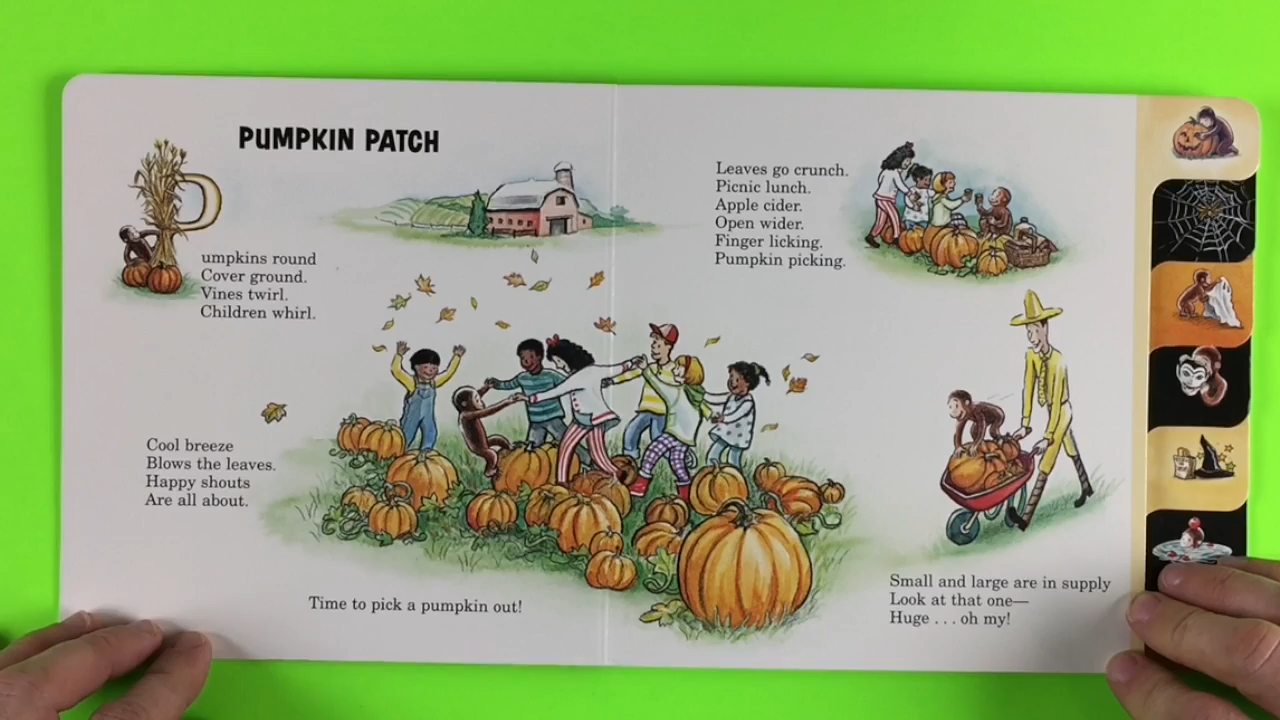 PUMPKIN PATCH
Pumpkins round
Cover ground.
Vines twirl.
Children whirl.
Cool breeze
Blows the leaves.
Happy shouts
Are all about.
Time to pick a pumpkin out!
Leaves go crunch.
Picnic lunch.
Apple cider.
Open wider.
Finger licking.
Pumpkin picking.
Small and large are in supply
Look at that one—
Huge . . . oh my!